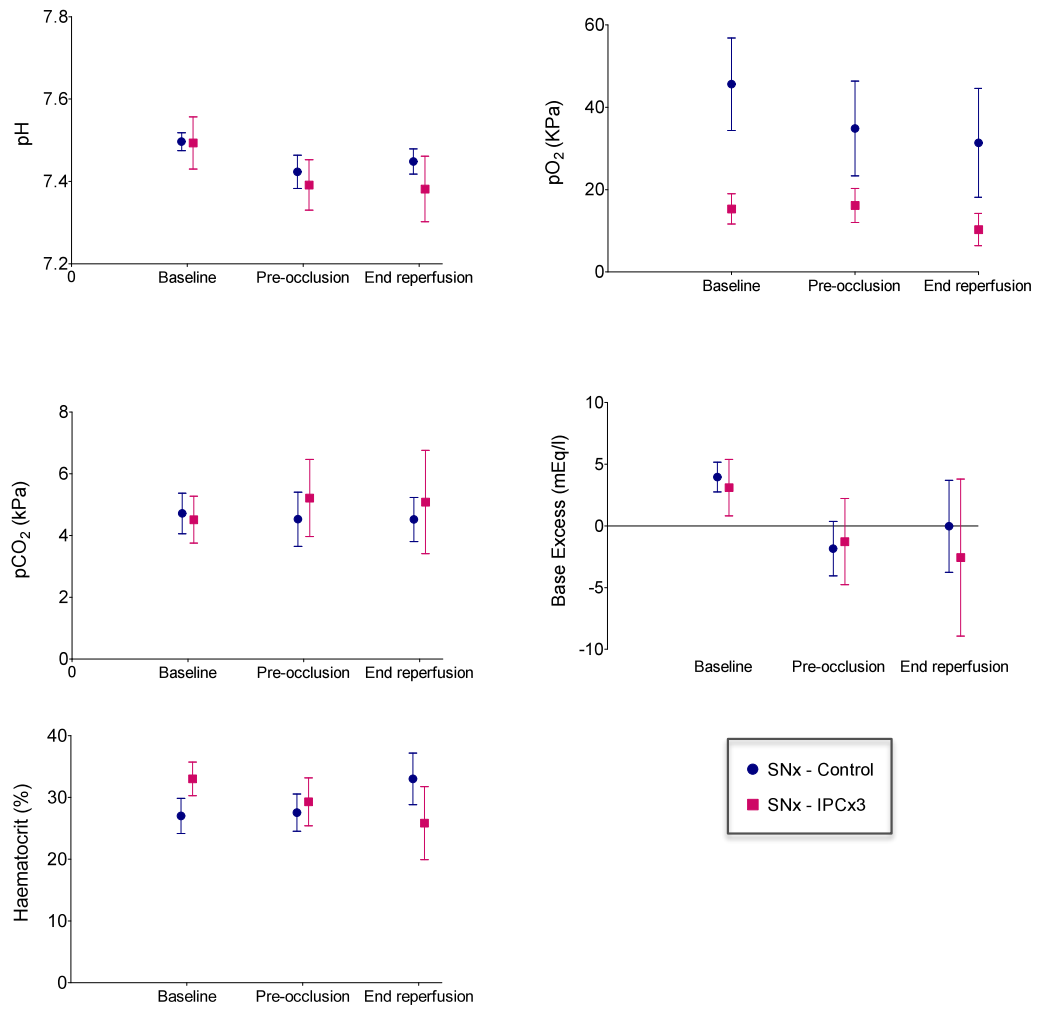 pH
7.8
7.6
7.4
7.2
0
Baseline
Pre-occlusion
End reperfusion
pO2 (KPa)
60
40
20
0
Baseline
Pre-occlusion
End reperfusion
pCO2 (kPa)
8
6
4
2
0
0
Baseline
Pre-occlusion
End reperfusion
Base Excess (mEq/l)
10
5
0
-5
-10
Baseline
Pre-occlusion
End reperfusion
Haematocrit (%)
40
30
20
10
0
Baseline
Pre-occlusion
End reperfusion
SNx - Control
SNx - IPCx3